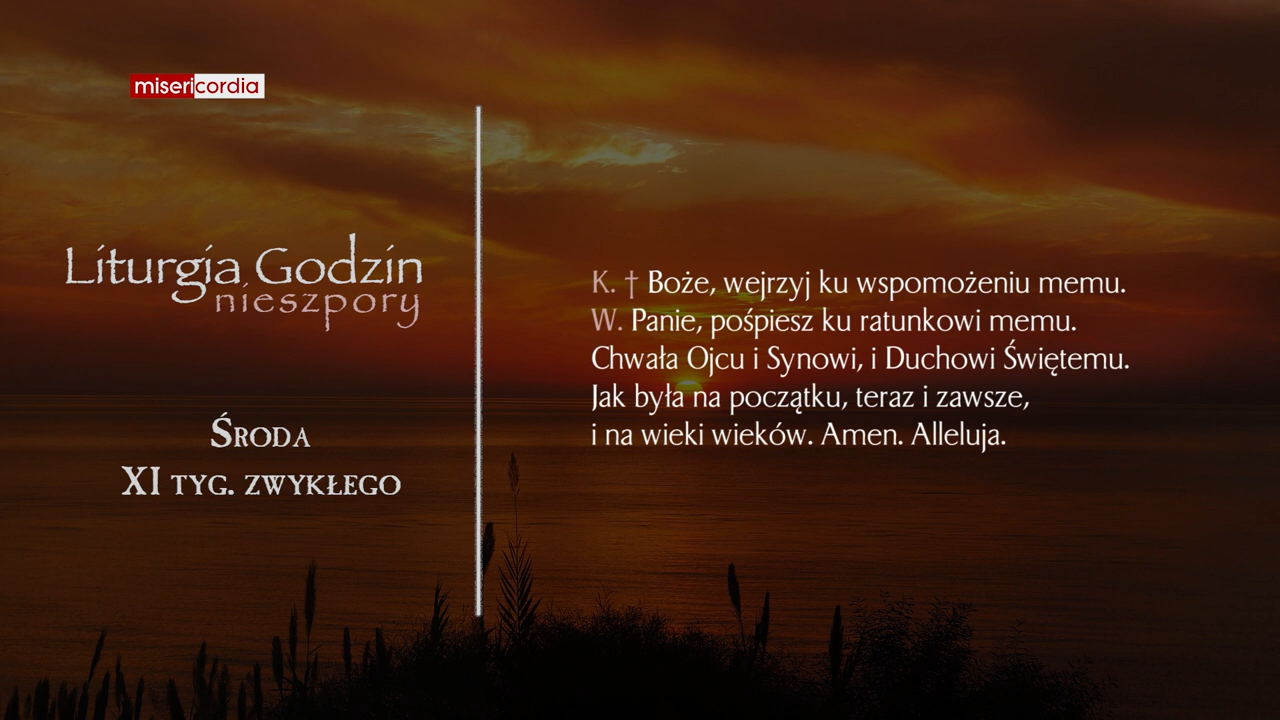 misericordia
Liturgia Godzin
nieszpory
Środa
XI tyg. zwykłego
K. † Boże, wejrzyj ku wspomożeniu memu.
W. Panie, pośpiesz ku ratunkowi memu.
Chwała Ojcu i Synowi, i Duchowi Świętemu.
Jak była na początku, teraz i zawsze,
i na wieki wieków. Amen. Alleluja.